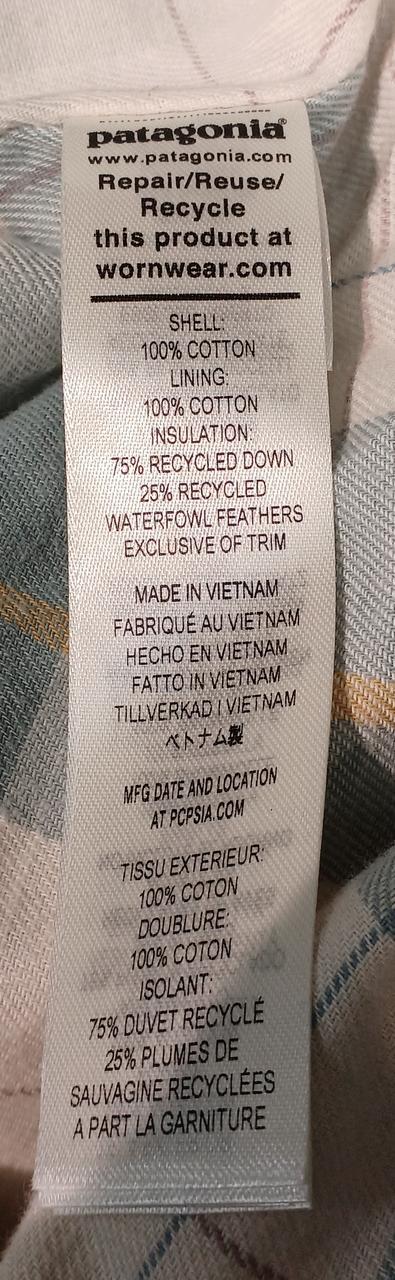 patagonia®
www.patagonia.com
Repair/Reuse/
Recycle
this product at
wornwear.com
SHELL:
100% COTTON
LINING:
100% COTTON
INSULATION:
75% RECYCLED DOWN
25% RECYCLED
WATERFOWL FEATHERS
EXCLUSIVE OF TRIM
MADE IN VIETNAM
FABRIQUÉ AU VIETNAM
HECHO EN VIETNAM
FATTO IN VIETNAM
TILLVERKAD I VIETNAM
ベトナム製
MFG DATE AND LOCATION
AT PCPSIA.COM
TISSU EXTERIEUR:
100% COTON
DOUBLURE:
100% COTON
ISOLANT:
75% DUVET RECYCLÉ
25% PLUMES DE
SAUVAGINE RECYCLÉES
A PART LA GARNITURE